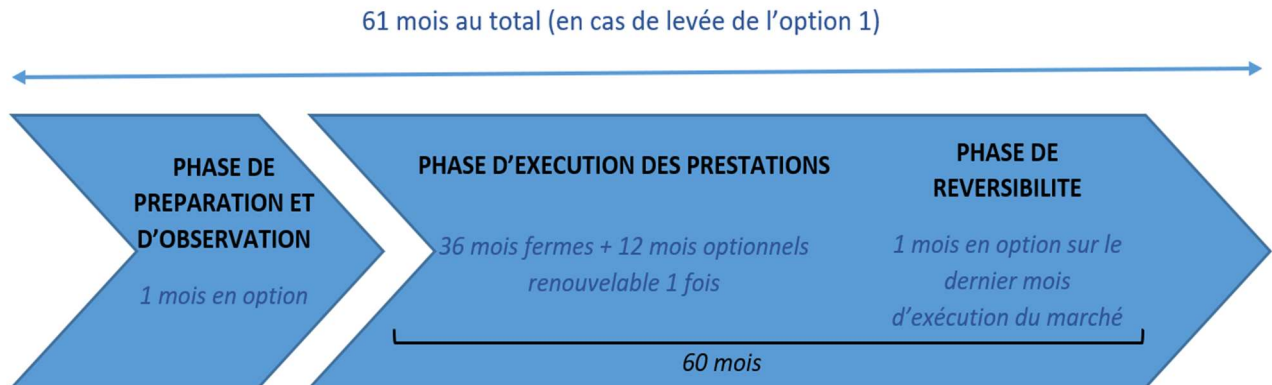 61 mois au total (en cas de levée de l'option 1)
PHASE DE
PREPARATION ET
D'OBSERVATION
1 mois en option
PHASE D'EXECUTION DES PRESTATIONS
36 mois fermes + 12 mois optionnels
renouvelable 1 fois
PHASE DE
REVERSIBILITE
1 mois en option sur le
dernier mois
d'exécution du marché
60 mois